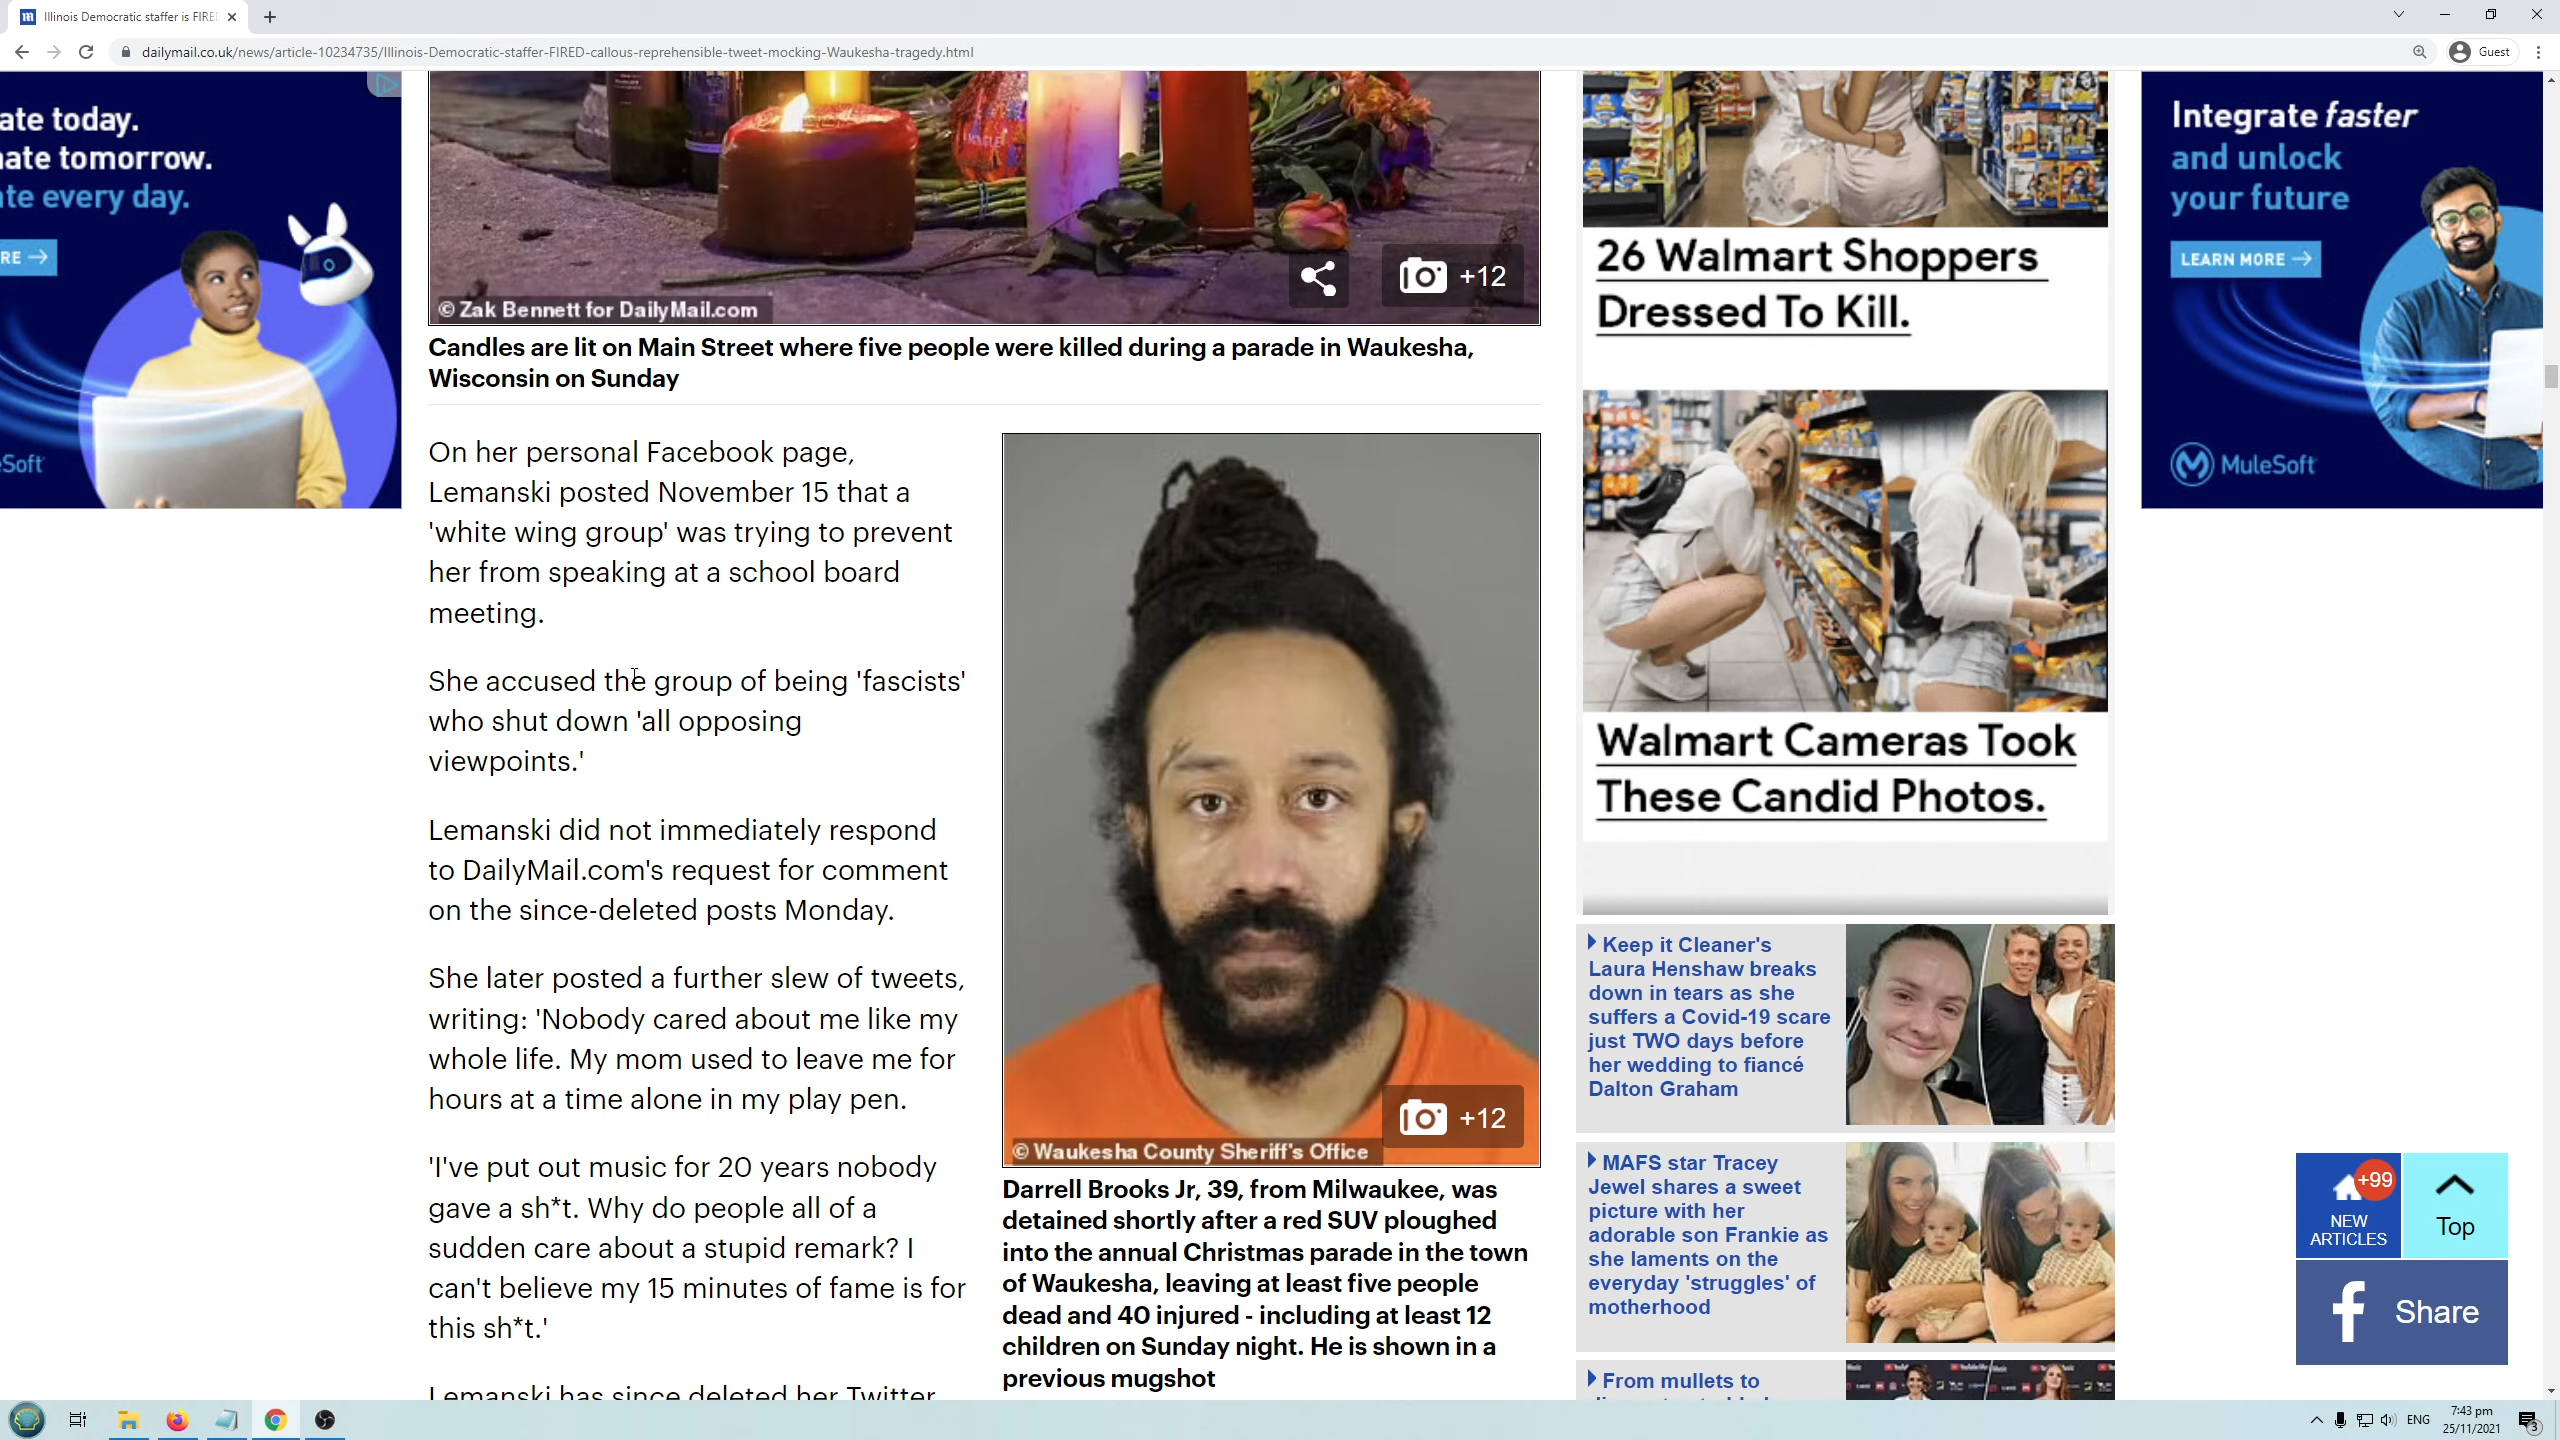 Illinois Democratic staffer is FIRE
dailymail.co.uk/news/article-10234735/Illinois-Democratic-staffer-FIRED-callous-reprehensible-tweet-mocking-Waukesha-tragedy.html
Guest
ate today.
nate tomorrow.
te every day.
RE →
eSoft
© Zak Bennett for DailyMail.com
+12
Candles are lit on Main Street where five people were killed during a parade in Waukesha,
Wisconsin on Sunday
On her personal Facebook page,
Lemanski posted November 15 that a
'white wing group' was trying to prevent
her from speaking at a school board
meeting.
She accused the group of being 'fascists'
who shut down 'all opposing
viewpoints.'
Lemanski did not immediately respond
to DailyMail.com's request for comment
on the since-deleted posts Monday.
She later posted a further slew of tweets,
writing: 'Nobody cared about me like my
whole life. My mom used to leave me for
hours at a time alone in my play pen.
'I've put out music for 20 years nobody
gave a sh*t. Why do people all of a
sudden care about a stupid remark? I
can't believe my 15 minutes of fame is for
this sh*t.'
Lemanski has since deleted her Twitter
+12
© Waukesha County Sheriff's Office
Darrell Brooks Jr, 39, from Milwaukee, was
detained shortly after a red SUV ploughed
into the annual Christmas parade in the town
of Waukesha, leaving at least five people
dead and 40 injured - including at least 12
children on Sunday night. He is shown in a
previous mugshot
26 Walmart Shoppers
Dressed To Kill.
Walmart Cameras Took
These Candid Photos.
Keep it Cleaner's
Laura Henshaw breaks
down in tears as she
suffers a Covid-19 scare
just TWO days before
her wedding to fiancé
Dalton Graham
MAFS star Tracey
Jewel shares a sweet
picture with her
adorable son Frankie as
she laments on the
everyday 'struggles' of
motherhood
From mullets to
Integrate faster
and unlock
your future
LEARN MORE →
MuleSoft
+99
NEW
ARTICLES
Top
Share
ENG
7:43 pm
25/11/2021
3